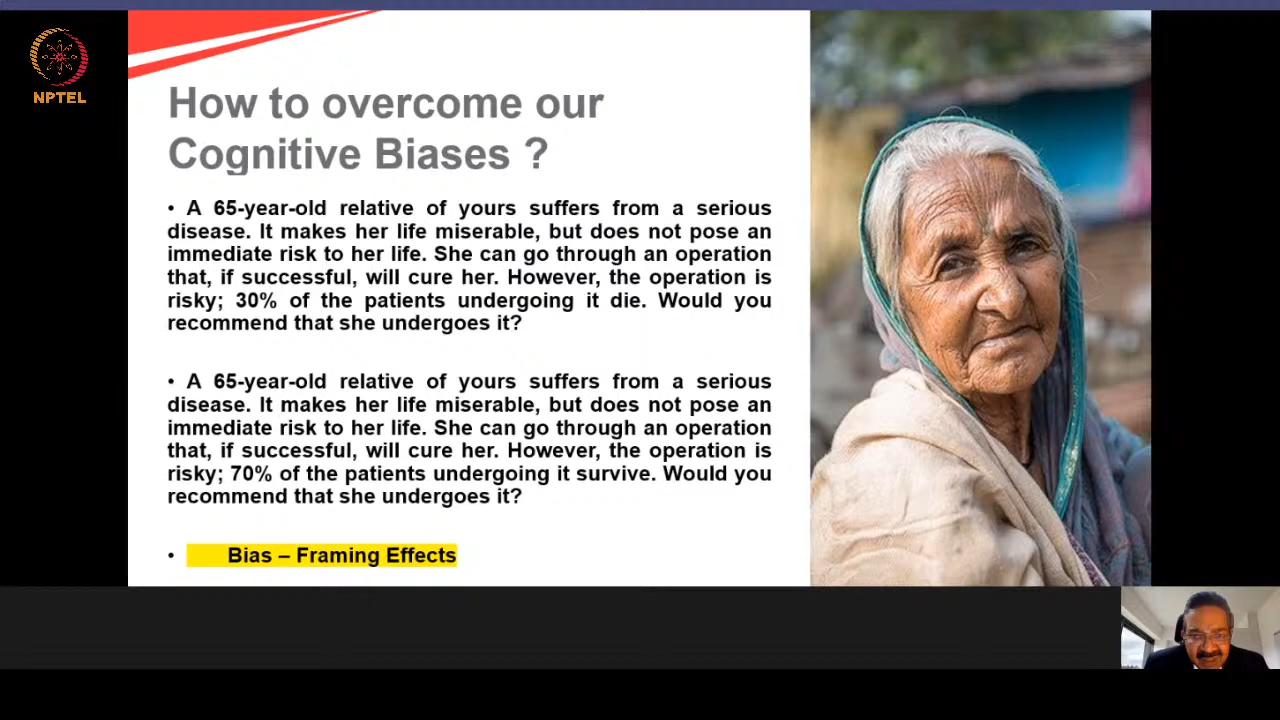 NPTEL
How to overcome our
Cognitive Biases ?
• A 65-year-old relative of yours suffers from a serious
disease. It makes her life miserable, but does not pose an
immediate risk to her life. She can go through an operation
that, if successful, will cure her. However, the operation is
risky; 30% of the patients undergoing it die. Would you
recommend that she undergoes it?
• A 65-year-old relative of yours suffers from a serious
disease. It makes her life miserable, but does not pose an
immediate risk to her life. She can go through an operation
that, if successful, will cure her. However, the operation is
risky; 70% of the patients undergoing it survive. Would you
recommend that she undergoes it?
• Bias – Framing Effects